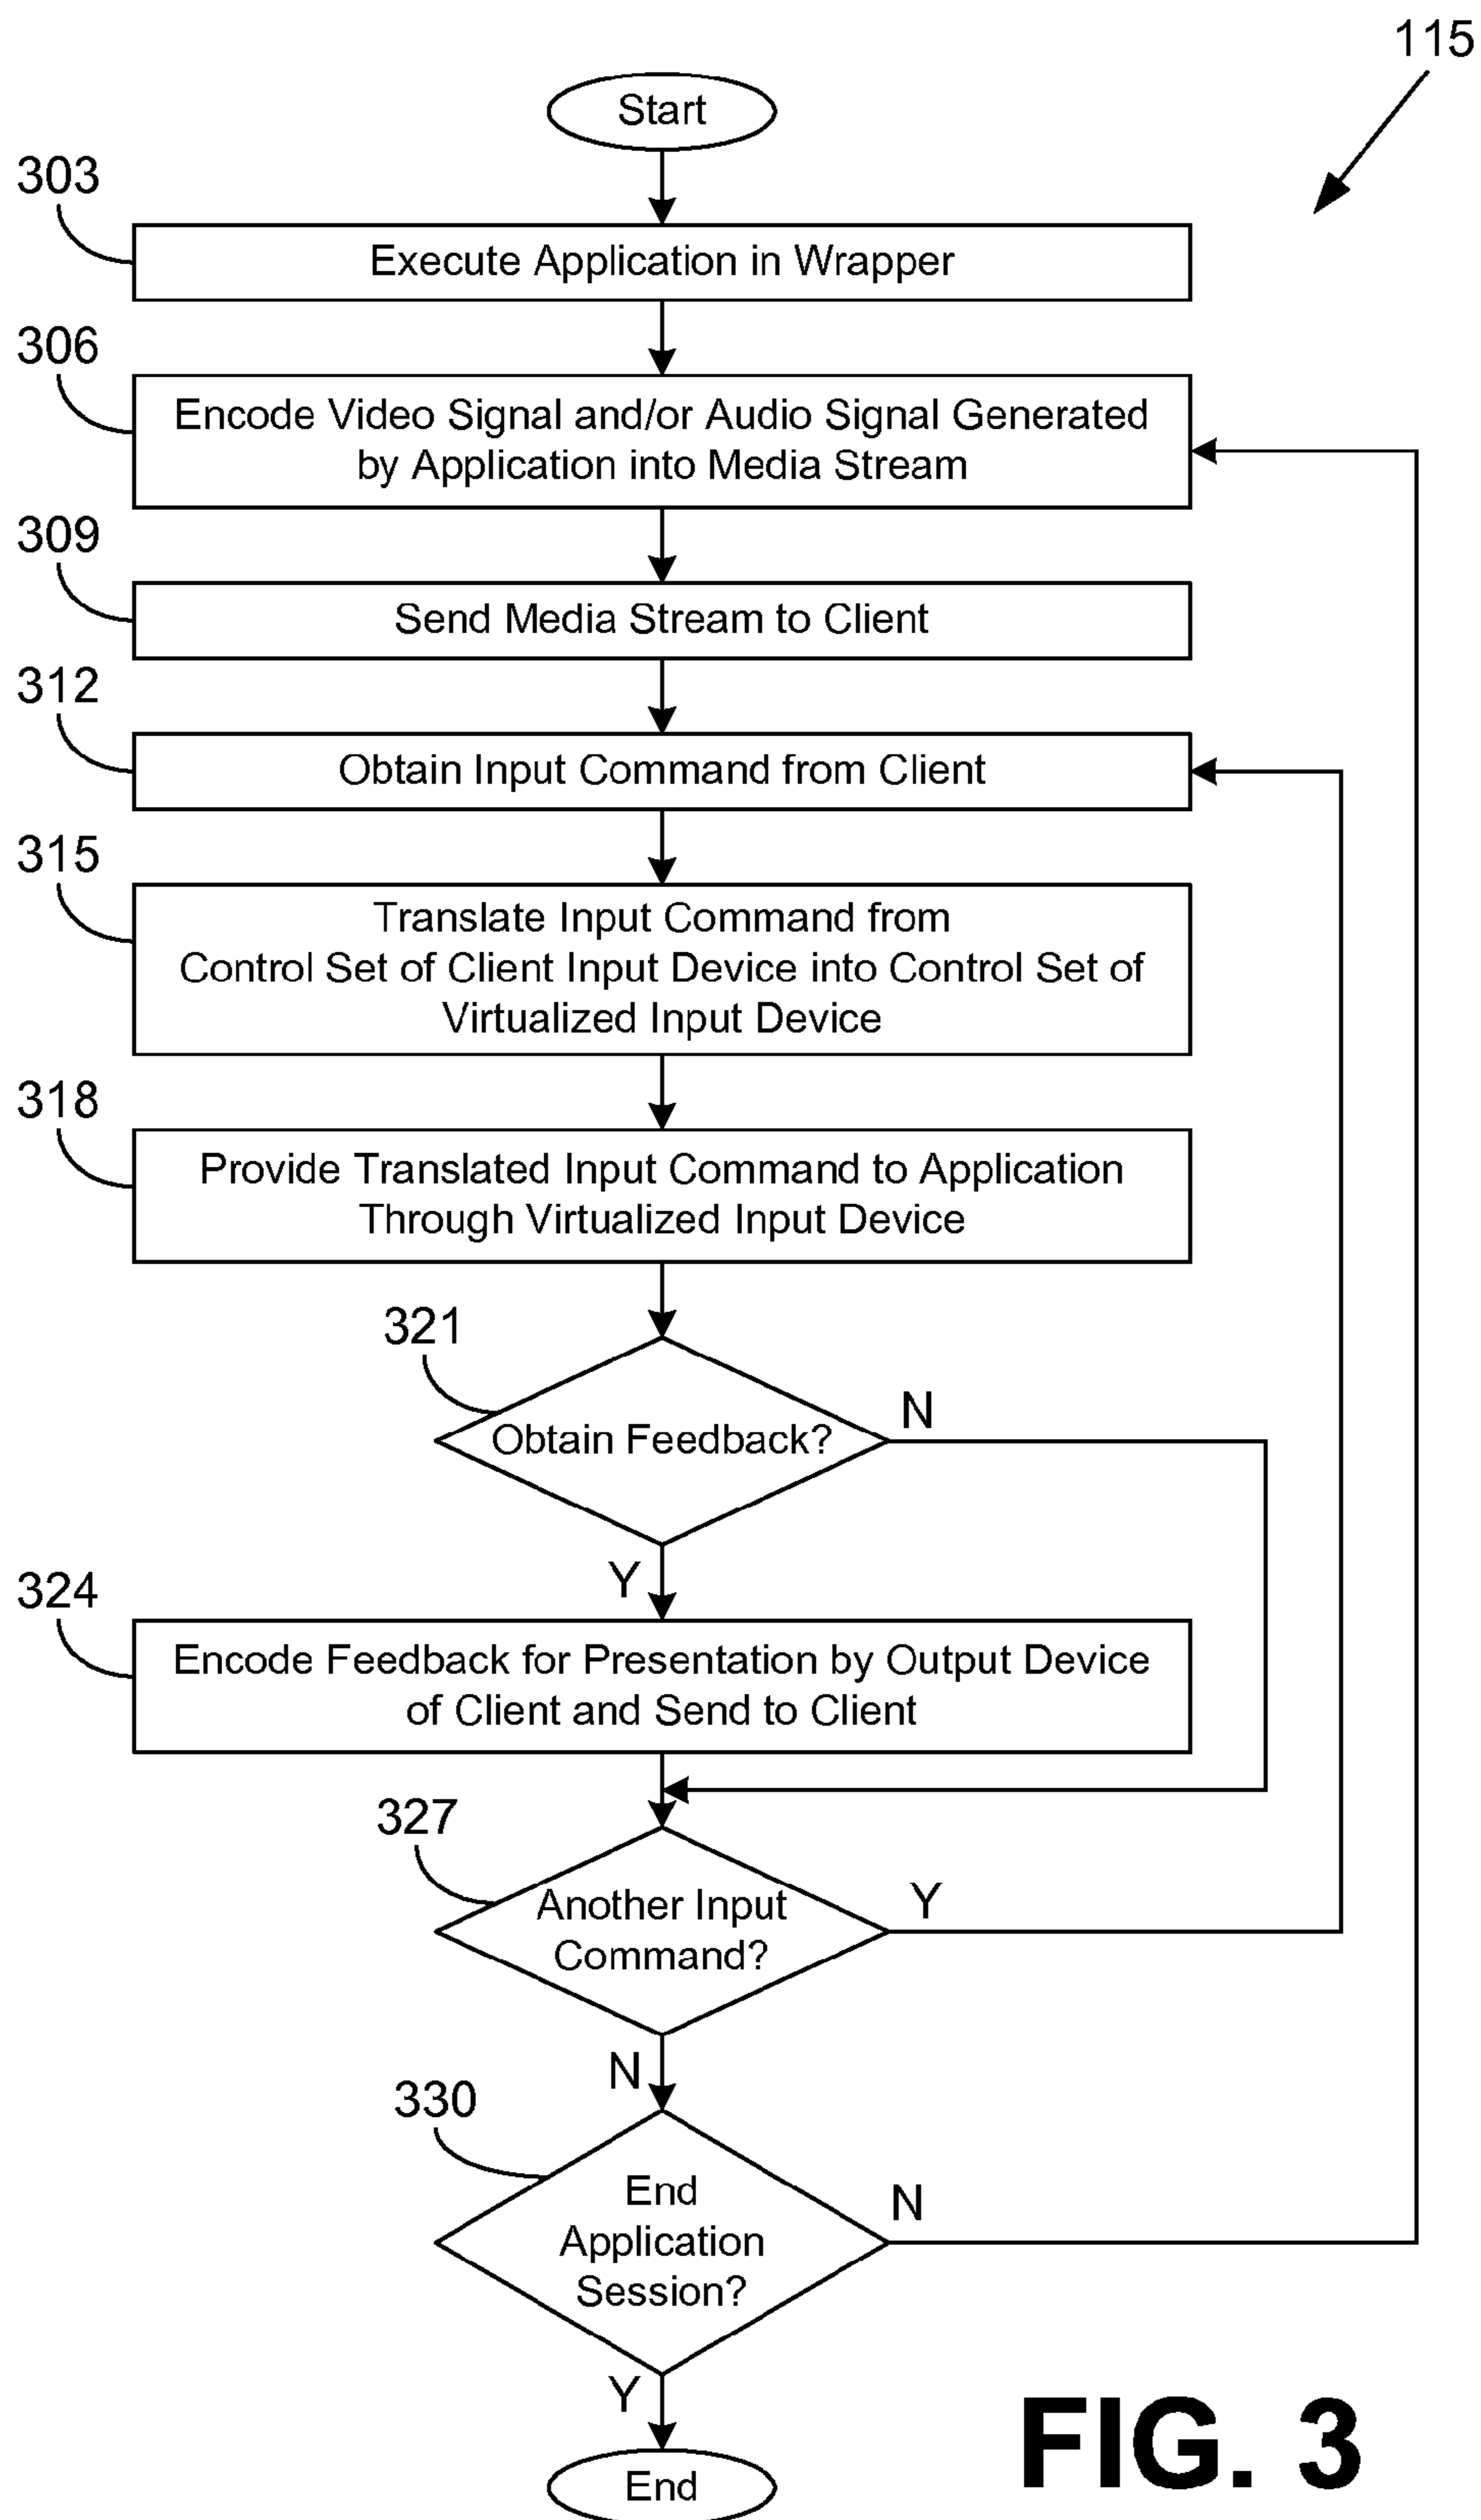 115
Start
303
Execute Application in Wrapper
306
Encode Video Signal and/or Audio Signal Generated
by Application into Media Stream
309
Send Media Stream to Client
312
Obtain Input Command from Client
315
Translate Input Command from
Control Set of Client Input Device into Control Set of
Virtualized Input Device
318
Provide Translated Input Command to Application
Through Virtualized Input Device
321
Obtain Feedback?
N
Y
324
Encode Feedback for Presentation by Output Device
of Client and Send to Client
327
Another Input
Command?
Y
N
330
End
Application
Session?
N
Y
End
FIG. 3